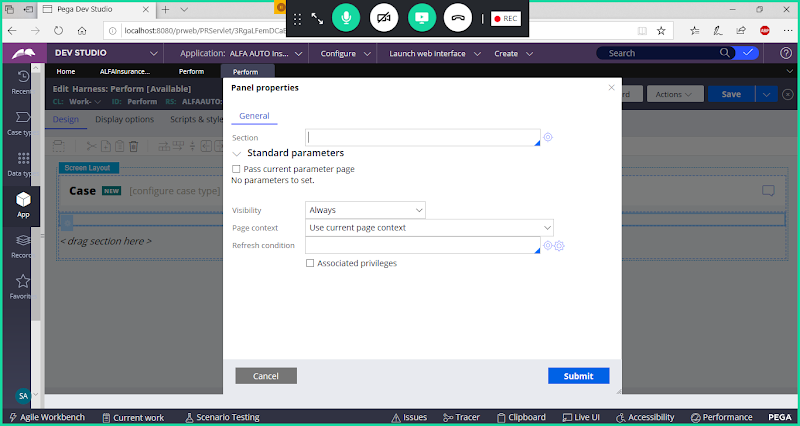 Pega Dev Studio
REC
localhost:8080/prweb/PRServlet/3RgaLFemDCaE
DEV STUDIO
Application: ALFA AUTO Ins...
Configure
Launch web interface
Create
Search
Home
ALFAInsurance...
Perform
Perform
Recen
Edit Harness: Perform [Available]
CL: Work-
ID: Perform
RS: ALFAAUTO:
rd
Actions
Save
Design
Display options
Scripts & style
Case typ
Data typ
App
Record
Favorit
SA
Screen Layout
Case NEW [configure case type]
< drag section here >
Panel properties
General
Section
Standard parameters
Pass current parameter page
No parameters to set.
Visibility
Always
Page context
Use current page context
Refresh condition
Associated privileges
Cancel
Submit
Agile Workbench
Current work
Scenario Testing
Issues
Tracer
Clipboard
Live UI
Accessibility
Performance
PEGA